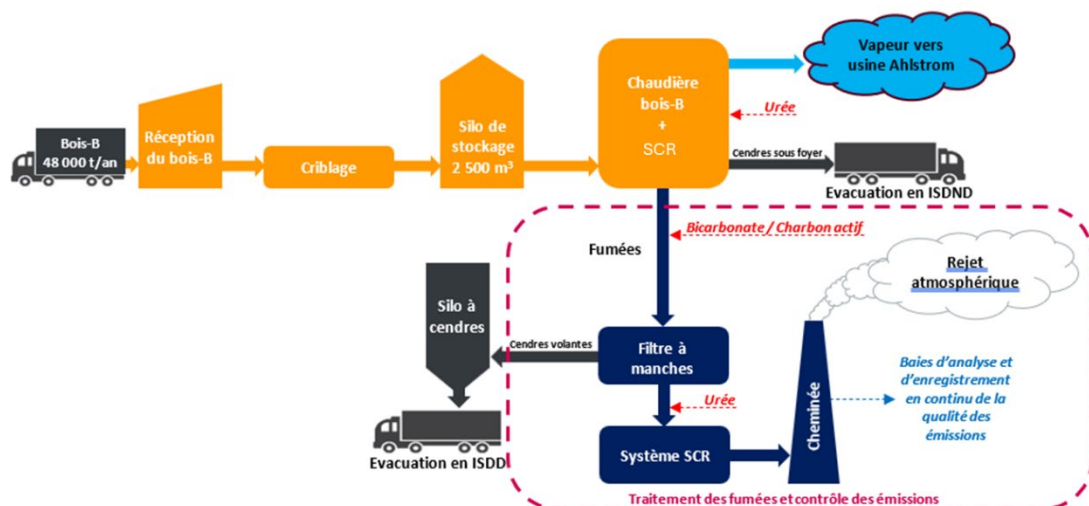 Bois-B
48 000 t/an
Réception
du bois-B
Criblage
Silo de
stockage
2 500 m³
Chaudière
bois-B
+
SCR
Urée
Vapeur vers
usine Ahlstrom
Cendres sous foyer
Evacuation en ISDND
Bicarbonate / Charbon actif
Fumées
Rejet
atmosphérique
Silo à
cendres
Cendres volantes
Filtre à
manches
Urée
Baies d'analyse et
d'enregistrement
en continu de la
qualité des
émissions
Cheminée
Système SCR
Evacuation en ISDD
Traitement des fumées et contrôle des émissions